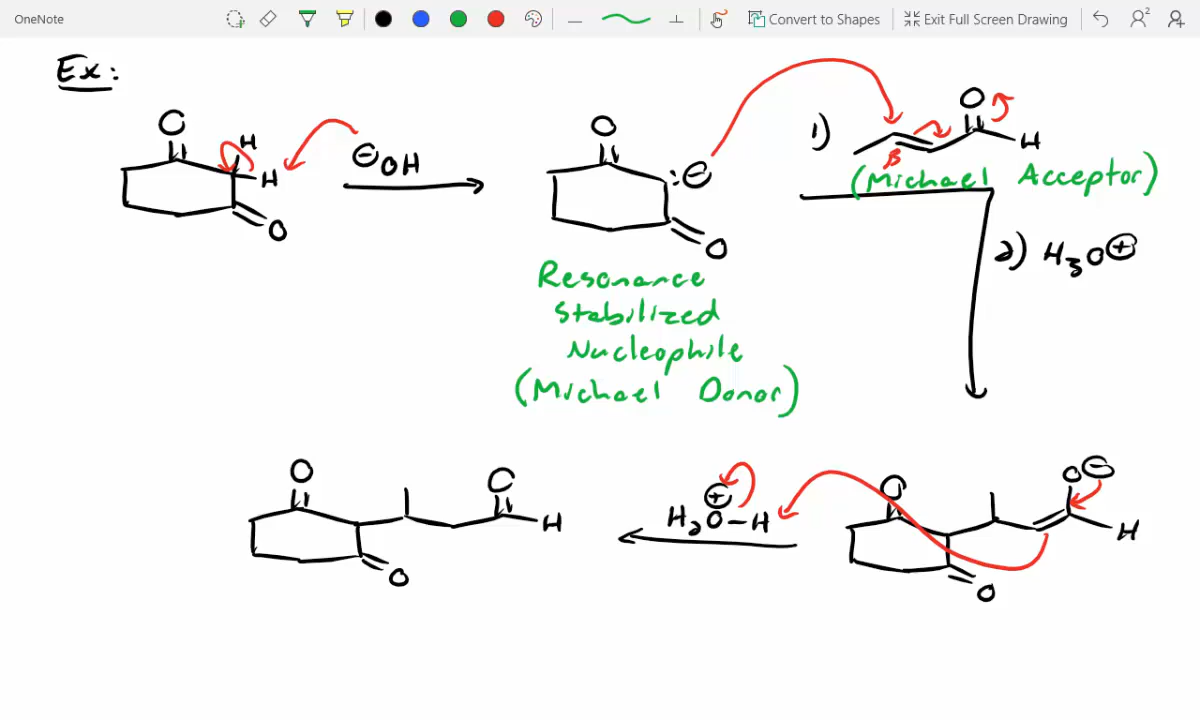 OneNote
Convert to Shapes
Exit Full Screen Drawing
Ex:
O
H
H
O
⊖OH
O
:⊖
O
1)
O
H
β
(Michael Acceptor)
2) H3O⊕
Resonance
Stabilized
Nucleophile
(Michael Donor)
O
O
H
O
⊕
H2O-H
O
O⊖
H
O